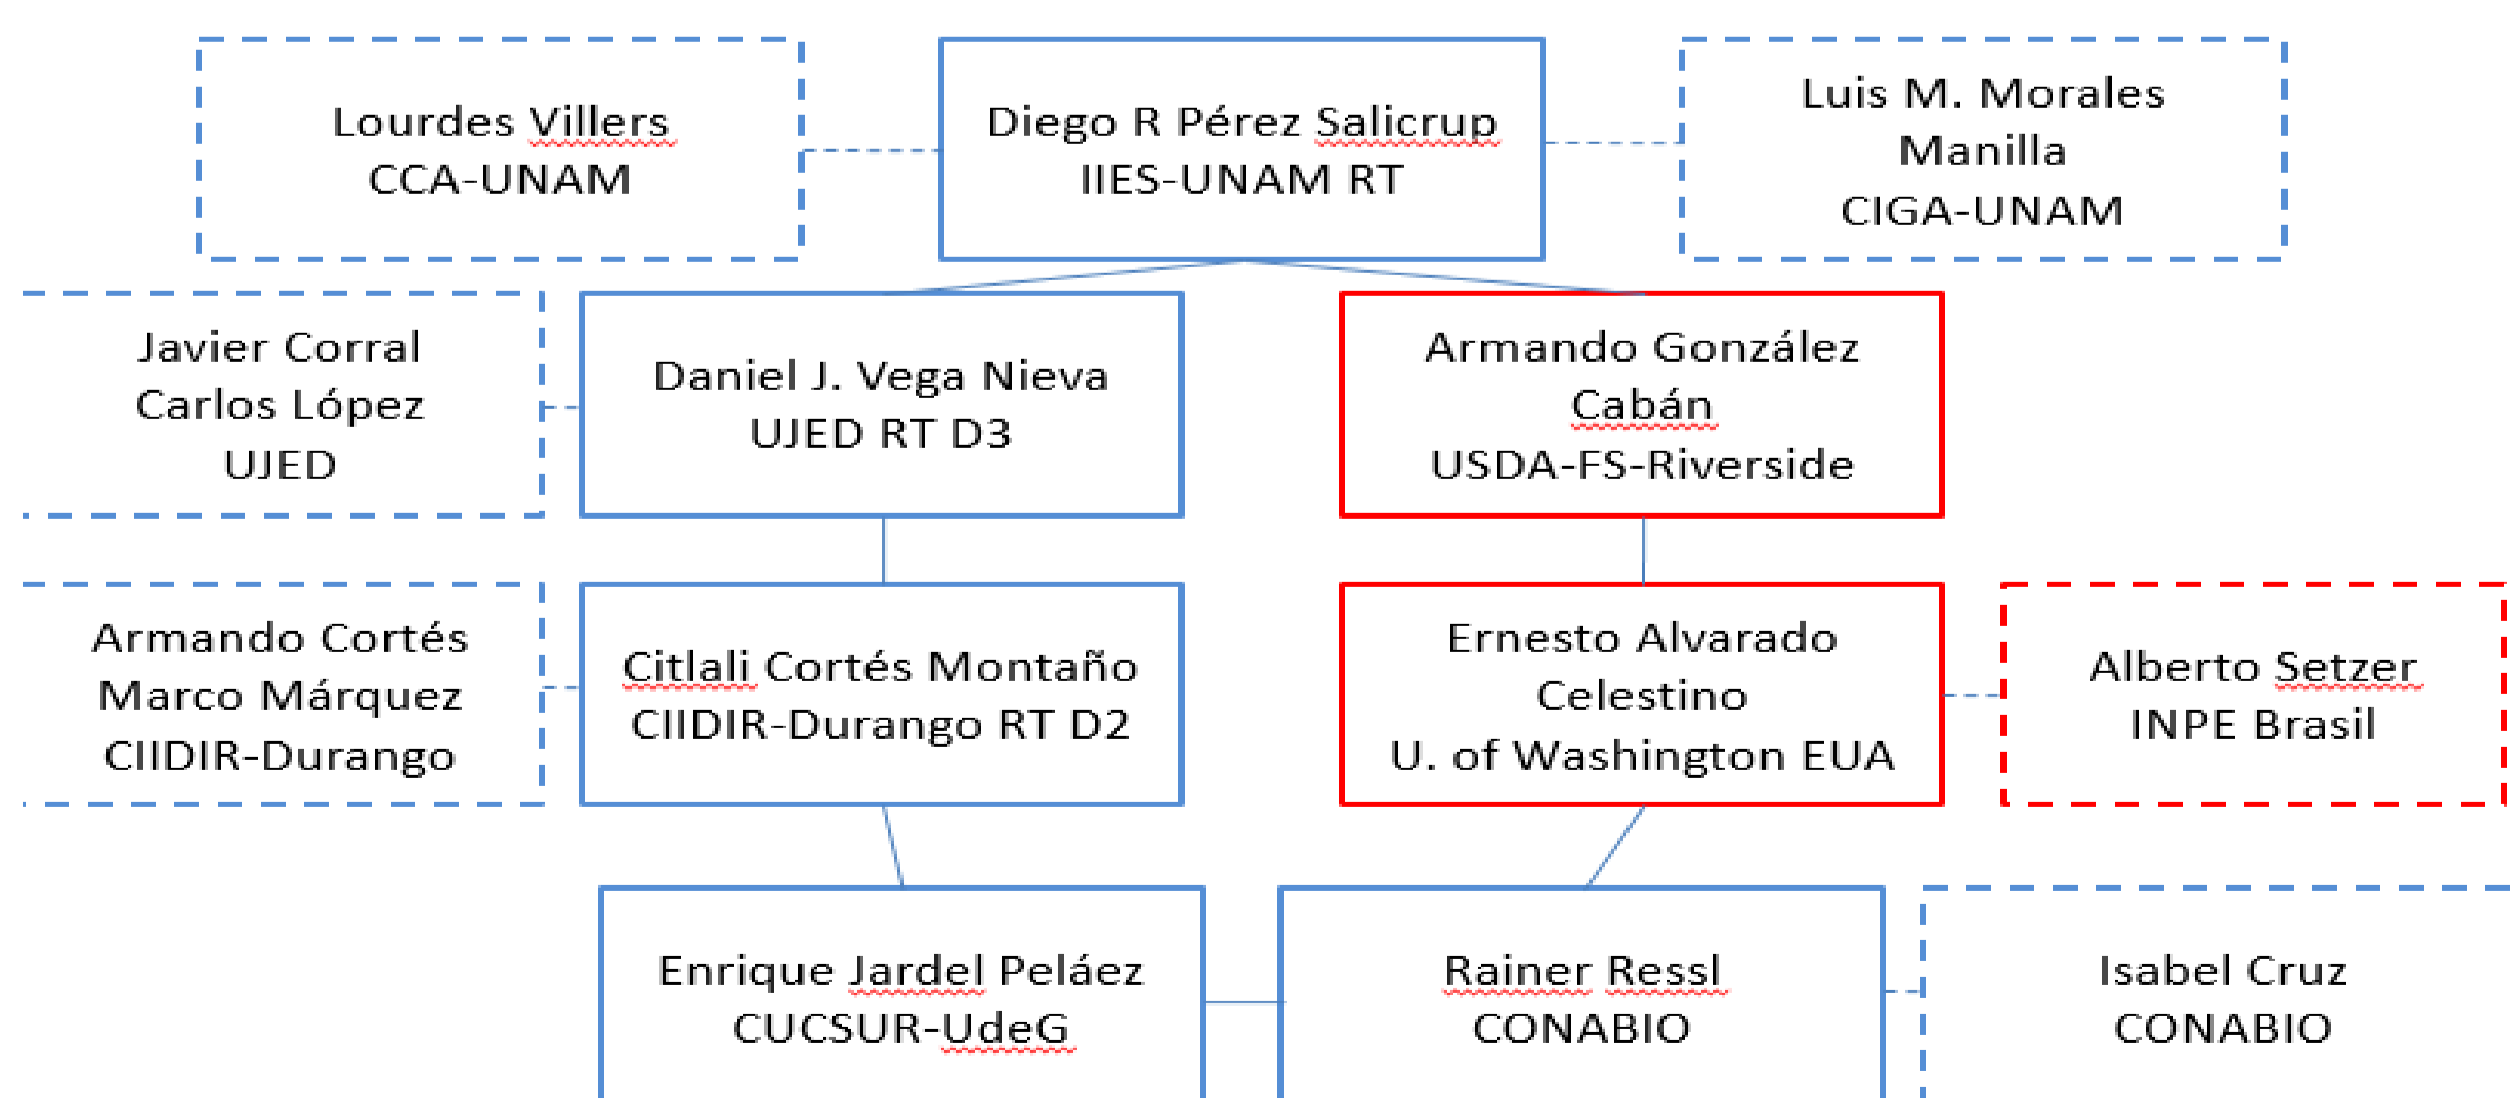 Lourdes Villers
CCA-UNAM
Diego R Pérez Salicrup
IIES-UNAM RT
Luis M. Morales
Manilla
CIGA-UNAM
Javier Corral
Carlos López
UJED
Daniel J. Vega Nieva
UJED RT D3
Armando González
Cabán
USDA-FS-Riverside
Armando Cortés
Marco Márquez
CIIDIR-Durango
Citlali Cortés Montaño
CIIDIR-Durango RT D2
Ernesto Alvarado
Celestino
U. of Washington EUA
Alberto Setzer
INPE Brasil
Enrique Jardel Peláez
CUCSUR-UdeG
Rainer Ressl
CONABIO
Isabel Cruz
CONABIO